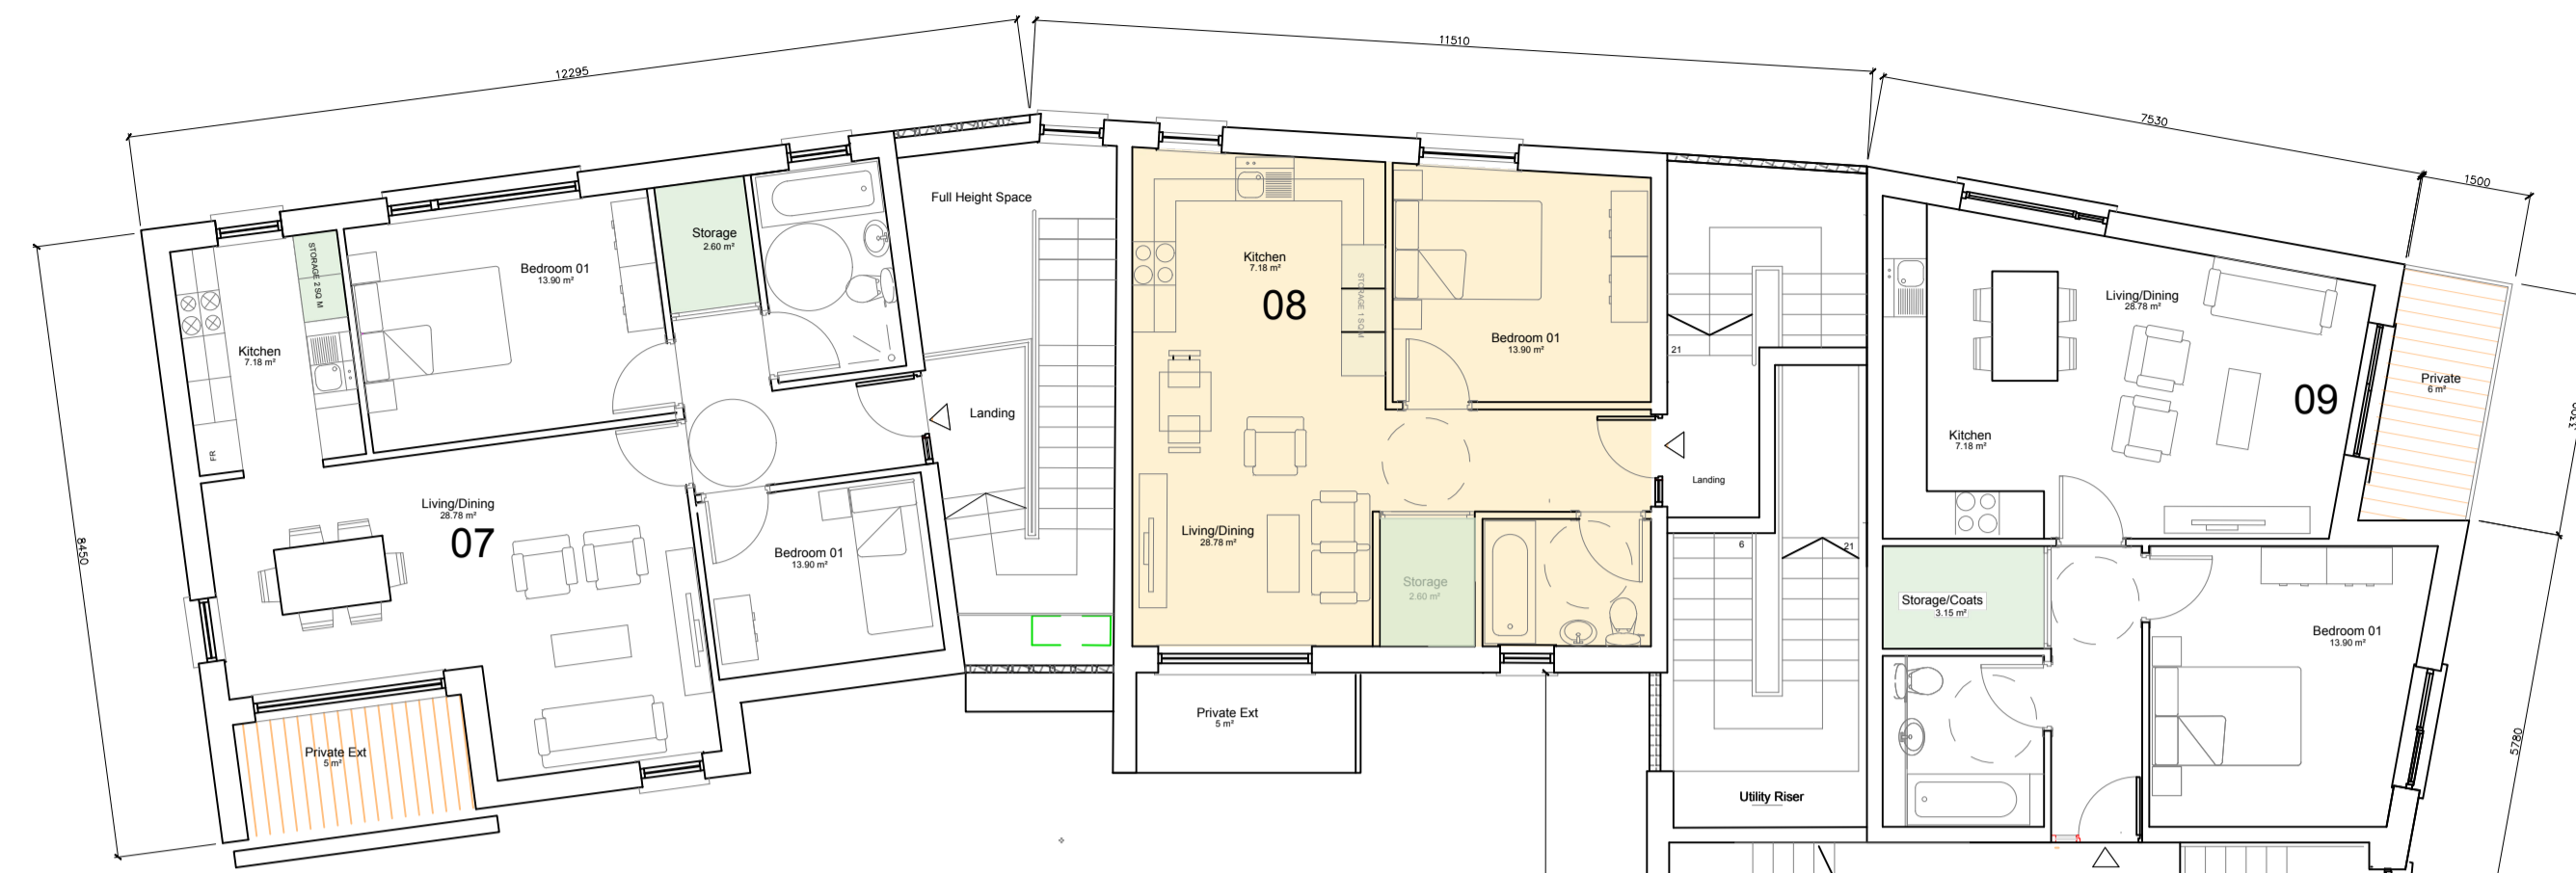 12295
11510
7530
1500
3300
8450
5780
Full Height Space
Storage
2.60 m²
STORAGE 2 SQ M
Bedroom 01
13.90 m²
Kitchen
7.18 m²
FR
Landing
Living/Dining
28.78 m²
07
Bedroom 01
13.90 m²
Private Ext
5 m²
Kitchen
7.18 m²
08
STORAGE 1 SQ M
Bedroom 01
13.90 m²
Living/Dining
28.78 m²
Storage
2.60 m²
Private Ext
5 m²
21
Landing
6
21
Utility Riser
Living/Dining
28.78 m²
09
Private
6 m²
Kitchen
7.18 m²
Storage/Coats
3.15 m²
Bedroom 01
13.90 m²